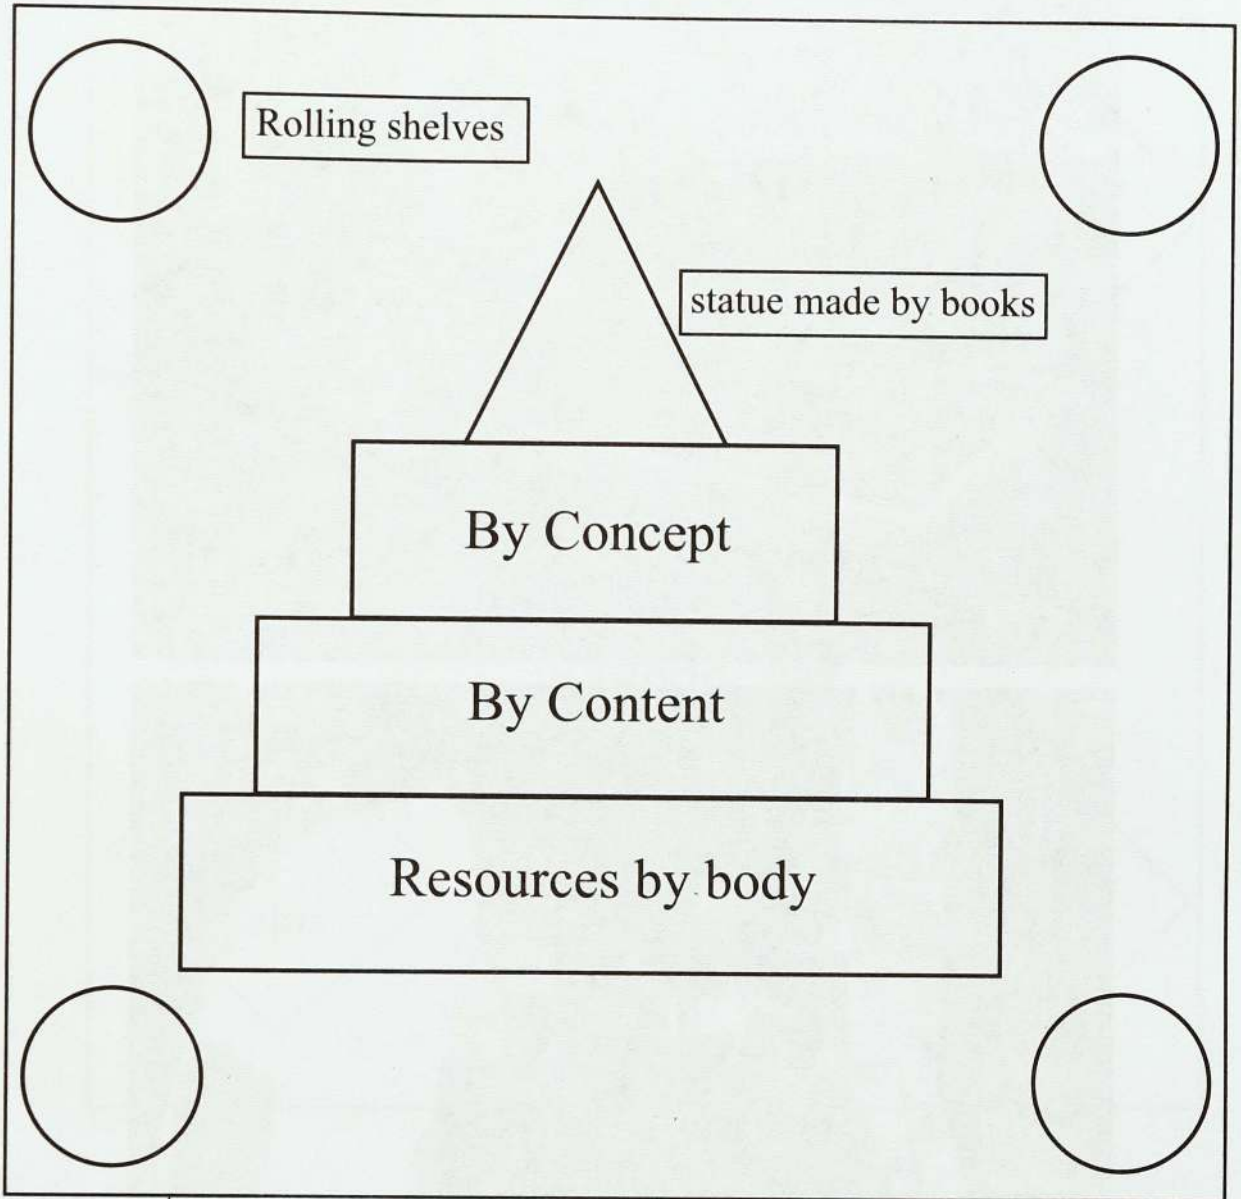 Rolling shelves
statue made by books
By Concept
By Content
Resources by body